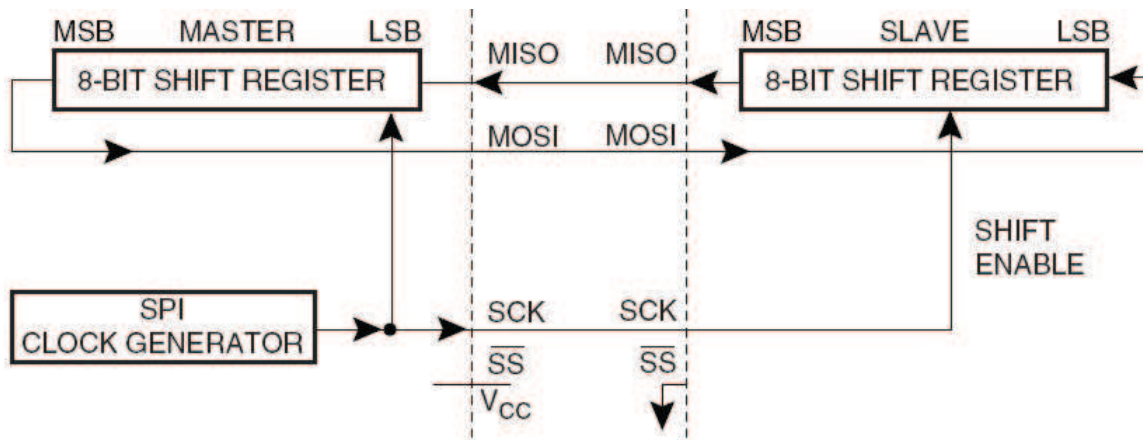 MSB MASTER LSB
8-BIT SHIFT REGISTER
MISO MISO
MSB SLAVE LSB
8-BIT SHIFT REGISTER
MOSI MOSI
SHIFT
ENABLE
SPI
CLOCK GENERATOR
SCK SCK
SS SS
VCC